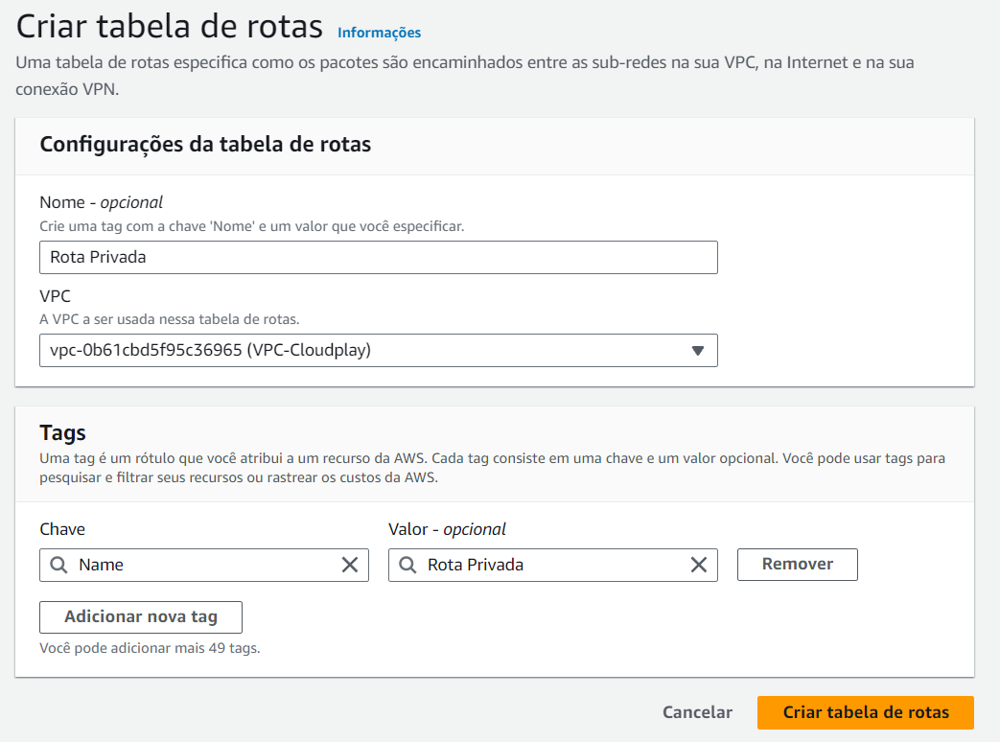 Criar tabela de rotas Informações
Uma tabela de rotas especifica como os pacotes são encaminhados entre as sub-redes na sua VPC, na Internet e na sua
conexão VPN.
Configurações da tabela de rotas
Nome - opcional
Crie uma tag com a chave 'Nome' e um valor que você especificar.
Rota Privada
VPC
A VPC a ser usada nessa tabela de rotas.
vpc-0b61cbd5f95c36965 (VPC-Cloudplay)
Tags
Uma tag é um rótulo que você atribui a um recurso da AWS. Cada tag consiste em uma chave e um valor opcional. Você pode usar tags para
pesquisar e filtrar seus recursos ou rastrear os custos da AWS.
Chave Valor - opcional
Name Rota Privada Remover
Adicionar nova tag
Você pode adicionar mais 49 tags.
Cancelar Criar tabela de rotas